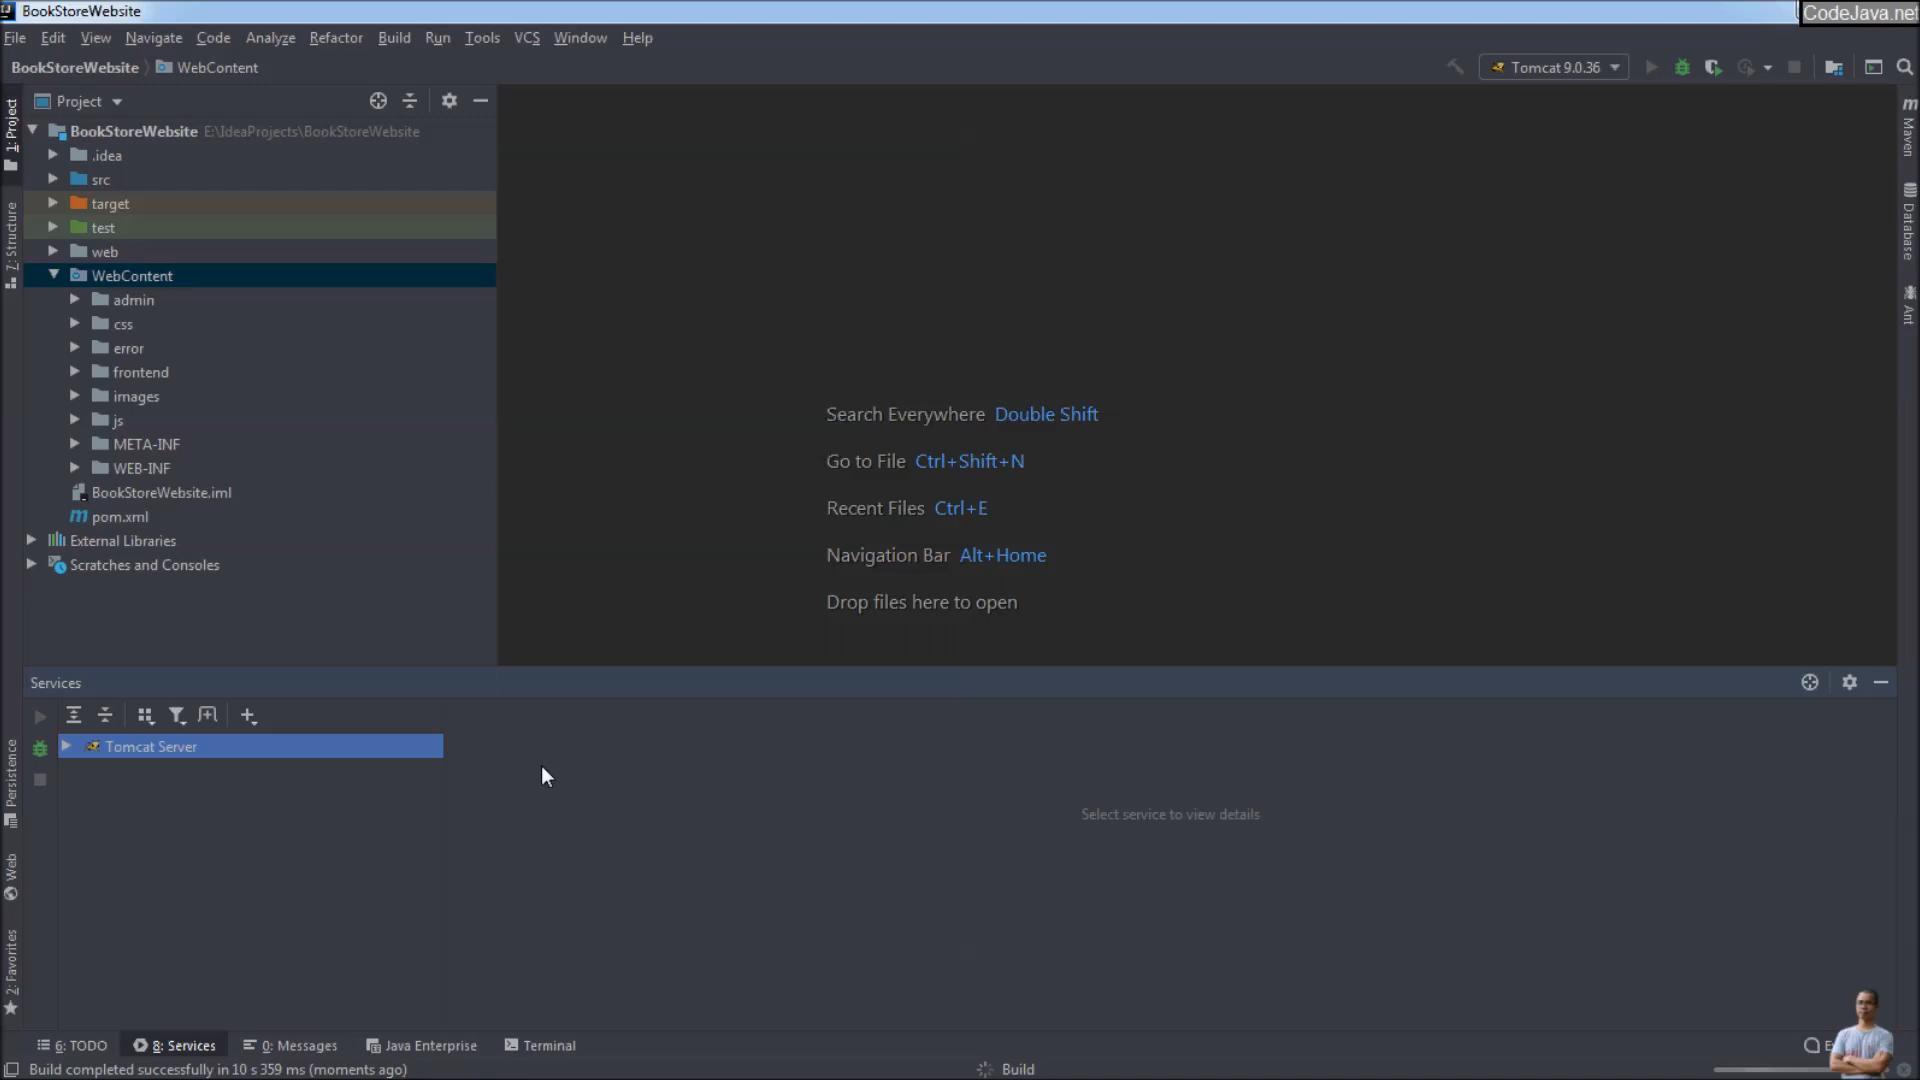 BookStoreWebsite
CodeJava.net
File Edit View Navigate Code Analyze Refactor Build Run Tools VCS Window Help
BookStoreWebsite WebContent
Tomcat 9.0.36
Project
BookStoreWebsite E:\IdeaProjects\BookStoreWebsite
.idea
src
target
test
web
WebContent
admin
css
error
frontend
images
js
META-INF
WEB-INF
BookStoreWebsite.iml
pom.xml
External Libraries
Scratches and Consoles
1: Project
7: Structure
Persistence
Web
2: Favorites
Maven
Database
Ant
Search Everywhere Double Shift
Go to File Ctrl+Shift+N
Recent Files Ctrl+E
Navigation Bar Alt+Home
Drop files here to open
Services
Tomcat Server
Select service to view details
6: TODO 8: Services 0: Messages Java Enterprise Terminal
Build completed successfully in 10 s 359 ms (moments ago) Build